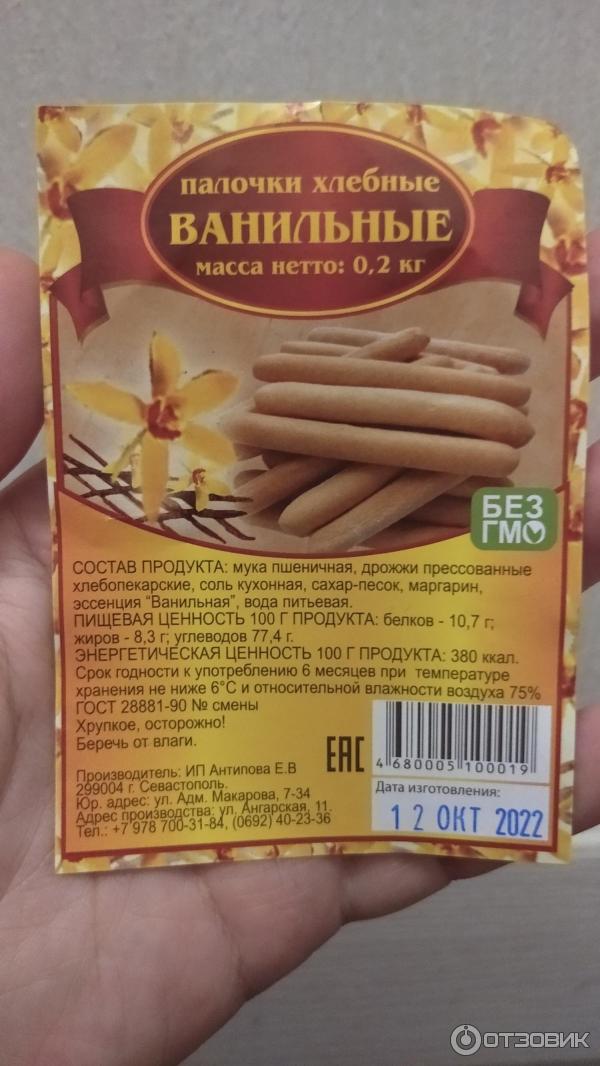 палочки хлебные
ВАНИЛЬНЫЕ
масса нетто: 0,2 кг
БЕЗ
ГМО
СОСТАВ ПРОДУКТА: мука пшеничная, дрожжи прессованные
хлебопекарские, соль кухонная, сахар-песок, маргарин,
эссенция "Ванильная", вода питьевая.
ПИЩЕВАЯ ЦЕННОСТЬ 100 Г ПРОДУКТА: белков - 10,7 г;
жиров - 8,3 г; углеводов 77,4 г.
ЭНЕРГЕТИЧЕСКАЯ ЦЕННОСТЬ 100 Г ПРОДУКТА: 380 ккал.
Срок годности к употреблению 6 месяцев при температуре
хранения не ниже 6°С и относительной влажности воздуха 75%
ГОСТ 28881-90 № смены
Хрупкое, осторожно!
Беречь от влаги.
Производитель: ИП Антипова Е.В
299004 г. Севастополь.
Юр. адрес: ул. Адм. Макарова, 7-34
Адрес производства: ул. Ангарская, 11.
Тел.: +7 978 700-31-84, (0692) 40-23-36
EAC
4 680005 100019
Дата изготовления:
12 ОКТ 2022
ОТЗОВИК